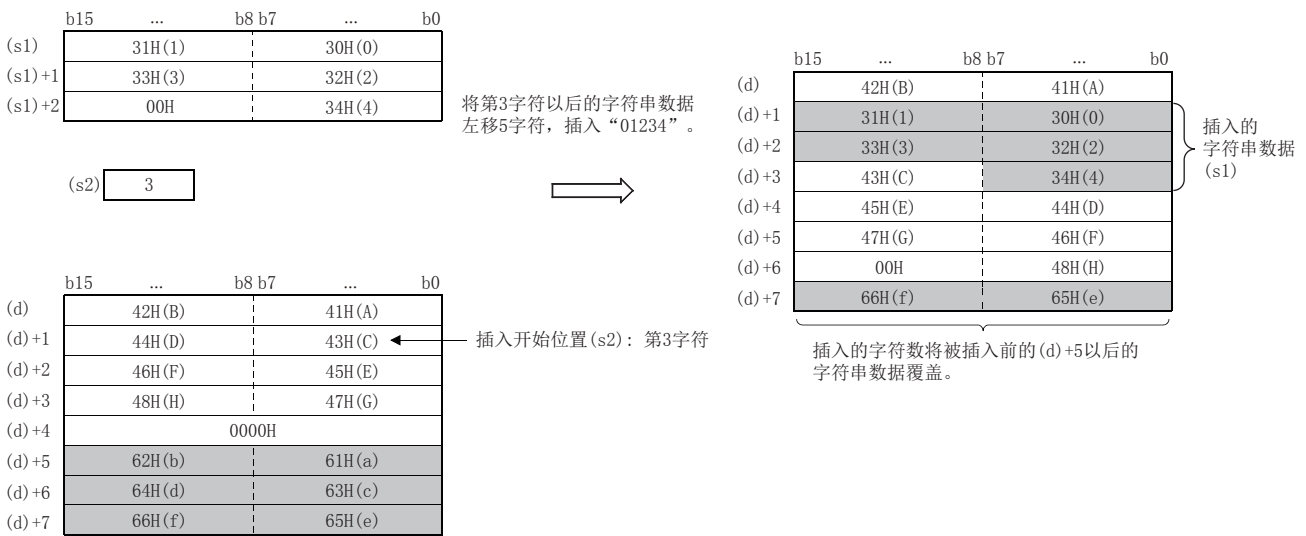 b15 ... b8 b7 ... b0
(s1) 31H(1) 30H(0)
(s1)+1 33H(3) 32H(2)
(s1)+2 00H 34H(4)
将第3字符以后的字符串数据
左移5字符，插入“01234”。
(s2) 3
b15 ... b8 b7 ... b0
(d) 42H(B) 41H(A)
(d)+1 44H(D) 43H(C)
(d)+2 46H(F) 45H(E)
(d)+3 48H(H) 47H(G)
(d)+4 0000H
(d)+5 62H(b) 61H(a)
(d)+6 64H(d) 63H(c)
(d)+7 66H(f) 65H(e)
插入开始位置(s2): 第3字符
b15 ... b8 b7 ... b0
(d) 42H(B) 41H(A)
(d)+1 31H(1) 30H(0)
(d)+2 33H(3) 32H(2)
(d)+3 43H(C) 34H(4)
(d)+4 45H(E) 44H(D)
(d)+5 47H(G) 46H(F)
(d)+6 00H 48H(H)
(d)+7 66H(f) 65H(e)
插入的
字符串数据
(s1)
插入的字符数将被插入前的(d)+5以后的
字符串数据覆盖。